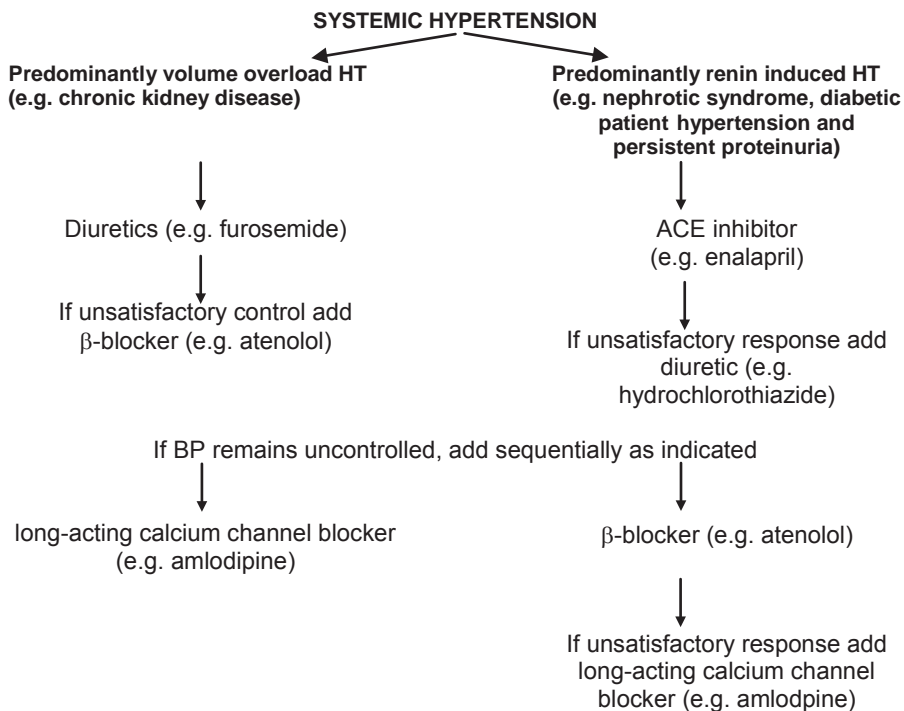 SYSTEMIC HYPERTENSION
Predominantly volume overload HT
(e.g. chronic kidney disease)
Predominantly renin induced HT
(e.g. nephrotic syndrome, diabetic
patient hypertension and
persistent proteinuria)
Diuretics (e.g. furosemide)
ACE inhibitor
(e.g. enalapril)
If unsatisfactory control add
β-blocker (e.g. atenolol)
If unsatisfactory response add
diuretic (e.g.
hydrochlorothiazide)
If BP remains uncontrolled, add sequentially as indicated
long-acting calcium channel blocker
(e.g. amlodipine)
β-blocker (e.g. atenolol)
If unsatisfactory response add
long-acting calcium channel
blocker (e.g. amlodpine)